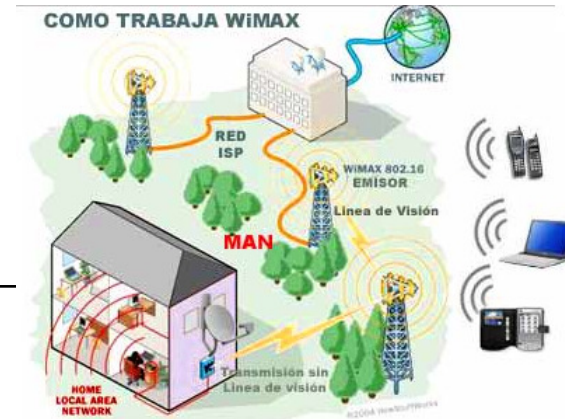 COMO TRABAJA WiMAX
INTERNET
RED
ISP
WiMAX 802.16
EMISOR
Linea de Visión
MAN
Transmisión sin
Linea de visión
HOME
LOCAL AREA
NETWORK
©2004 HowStuffWorks